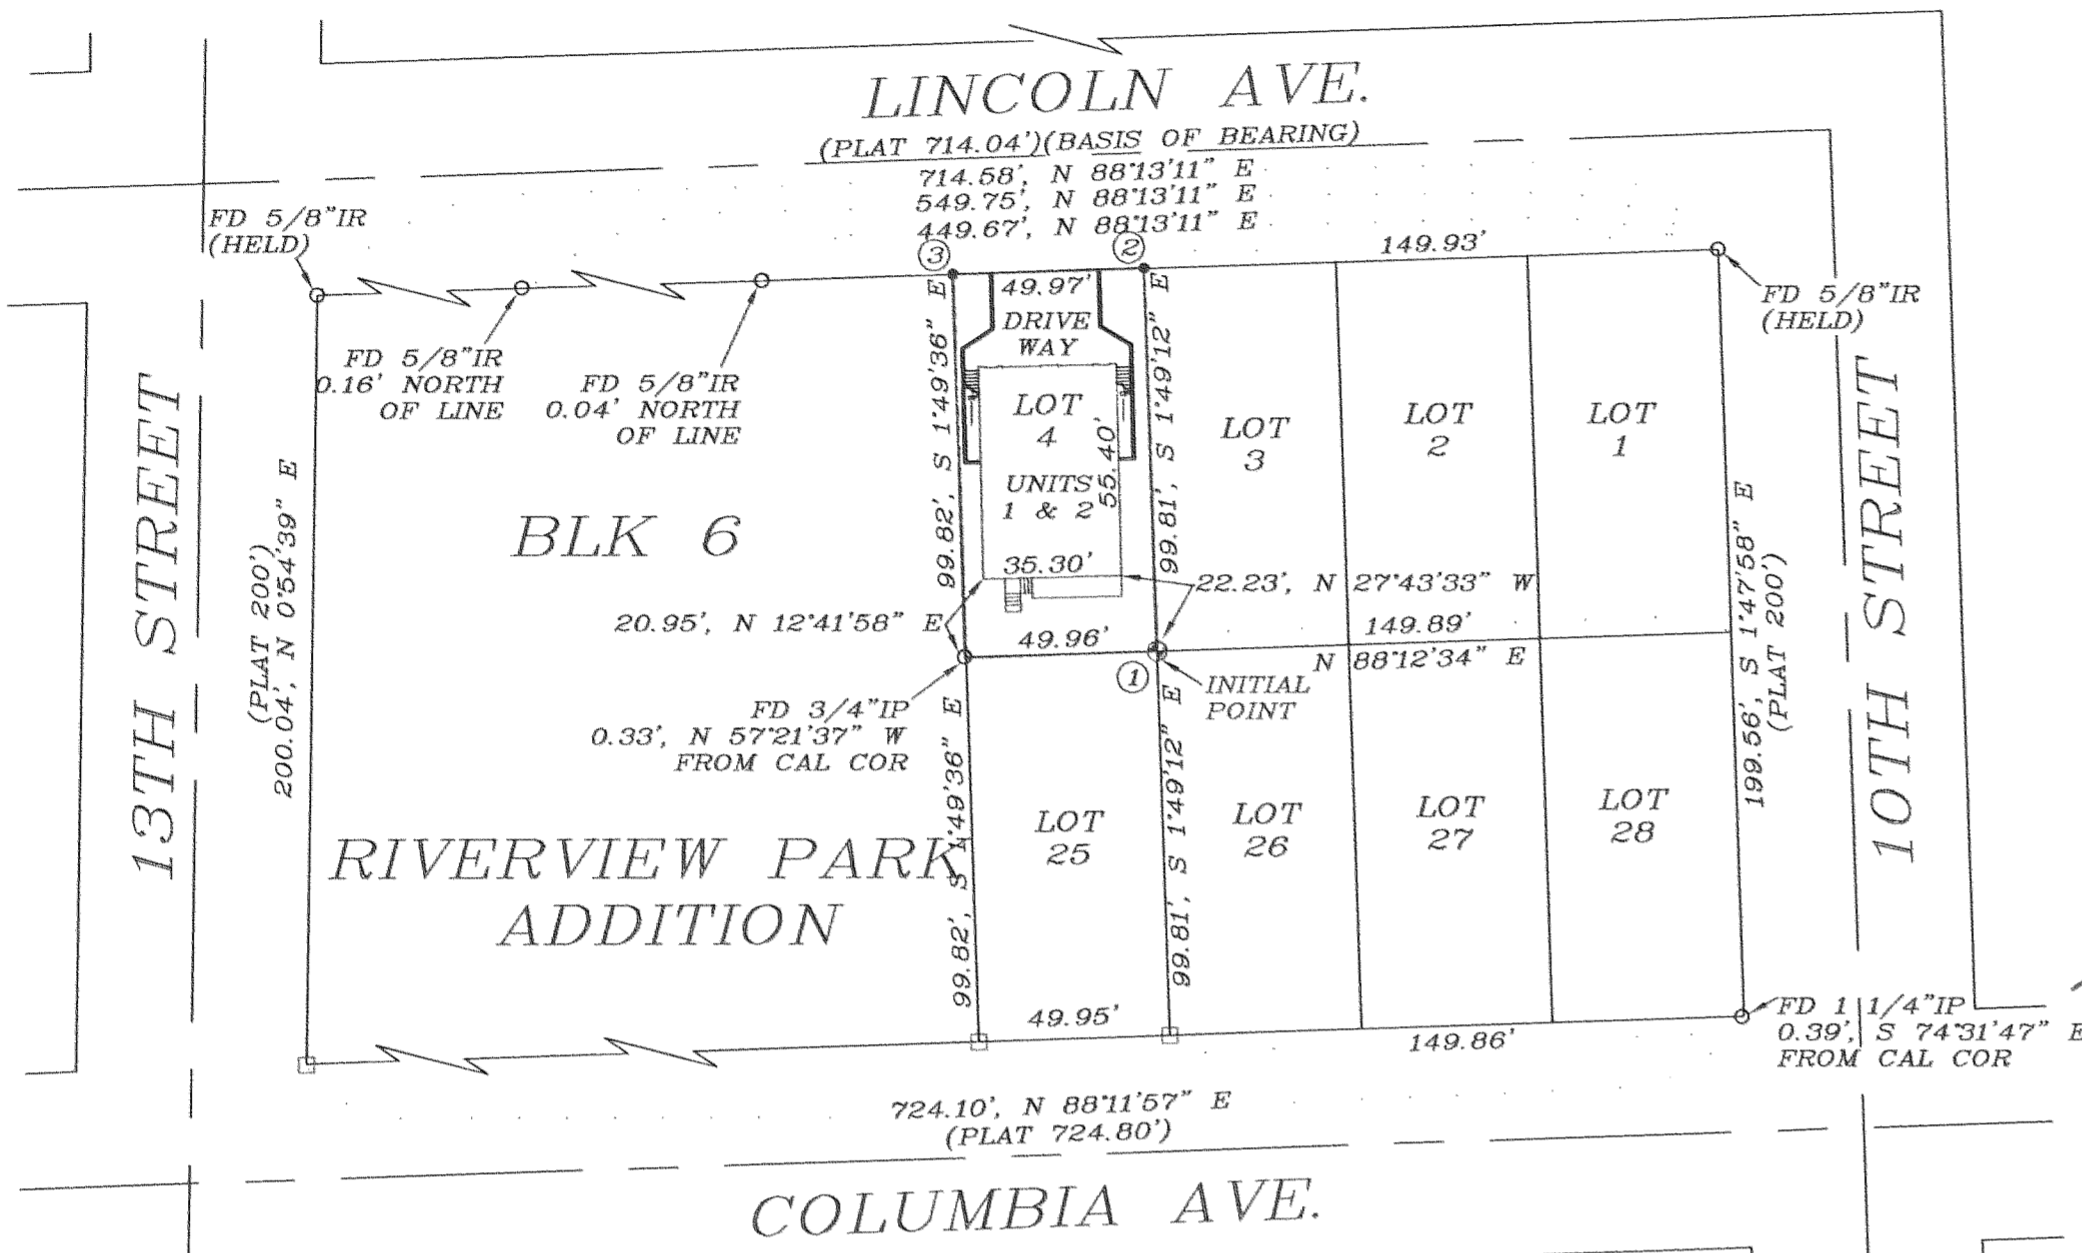 LINCOLN AVE.
(PLAT 714.04')(BASIS OF BEARING)
714.58', N 88°13'11" E
549.75', N 88°13'11" E
449.67', N 88°13'11" E
FD 5/8"IR
(HELD)
3
2
149.93'
49.97'
FD 5/8"IR
(HELD)
DRIVE
WAY
FD 5/8"IR
0.16' NORTH
OF LINE
FD 5/8"IR
0.04' NORTH
OF LINE
99.82', S 1°49'36" E
99.81', S 1°49'12" E
LOT
4
55.40'
UNITS
1 & 2
35.30'
LOT
3
LOT
2
LOT
1
13TH STREET
10TH STREET
(PLAT 200')
200.04', N 0°54'39" E
BLK 6
199.56', S 1°47'58" E
(PLAT 200')
22.23', N 27°43'33" W
20.95', N 12°41'58" E
149.89'
49.96'
N 88°12'34" E
1
INITIAL
POINT
FD 3/4"IP
0.33', N 57°21'37" W
FROM CAL COR
99.82', S 1°49'36" E
99.81', S 1°49'12" E
RIVERVIEW PARK
ADDITION
LOT
25
LOT
26
LOT
27
LOT
28
49.95'
149.86'
FD 1 1/4"IP
0.39', S 74°31'47" E
FROM CAL COR
724.10', N 88°11'57" E
(PLAT 724.80')
COLUMBIA AVE.